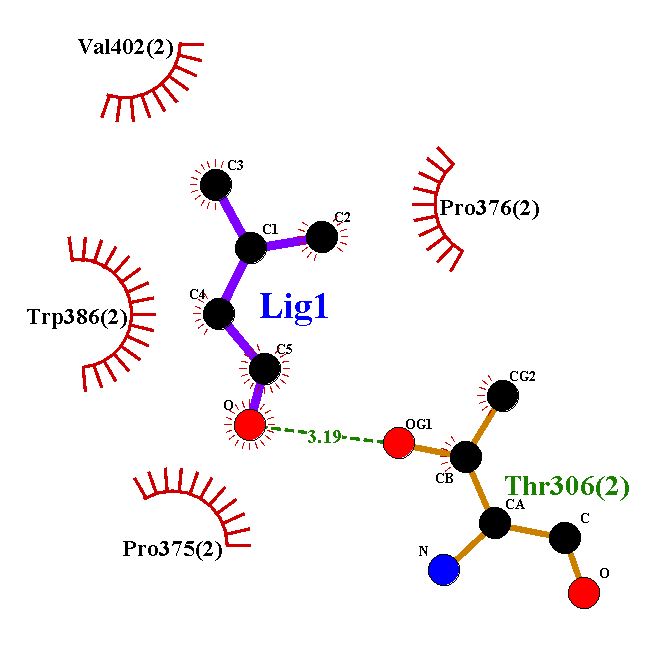 Val402(2)
C3
Pro376(2)
C2
C1
C4
Lig1
Trp386(2)
C5
CG2
O
OG1
3.19
CB
Thr306(2)
CA
C
Pro375(2)
N
O